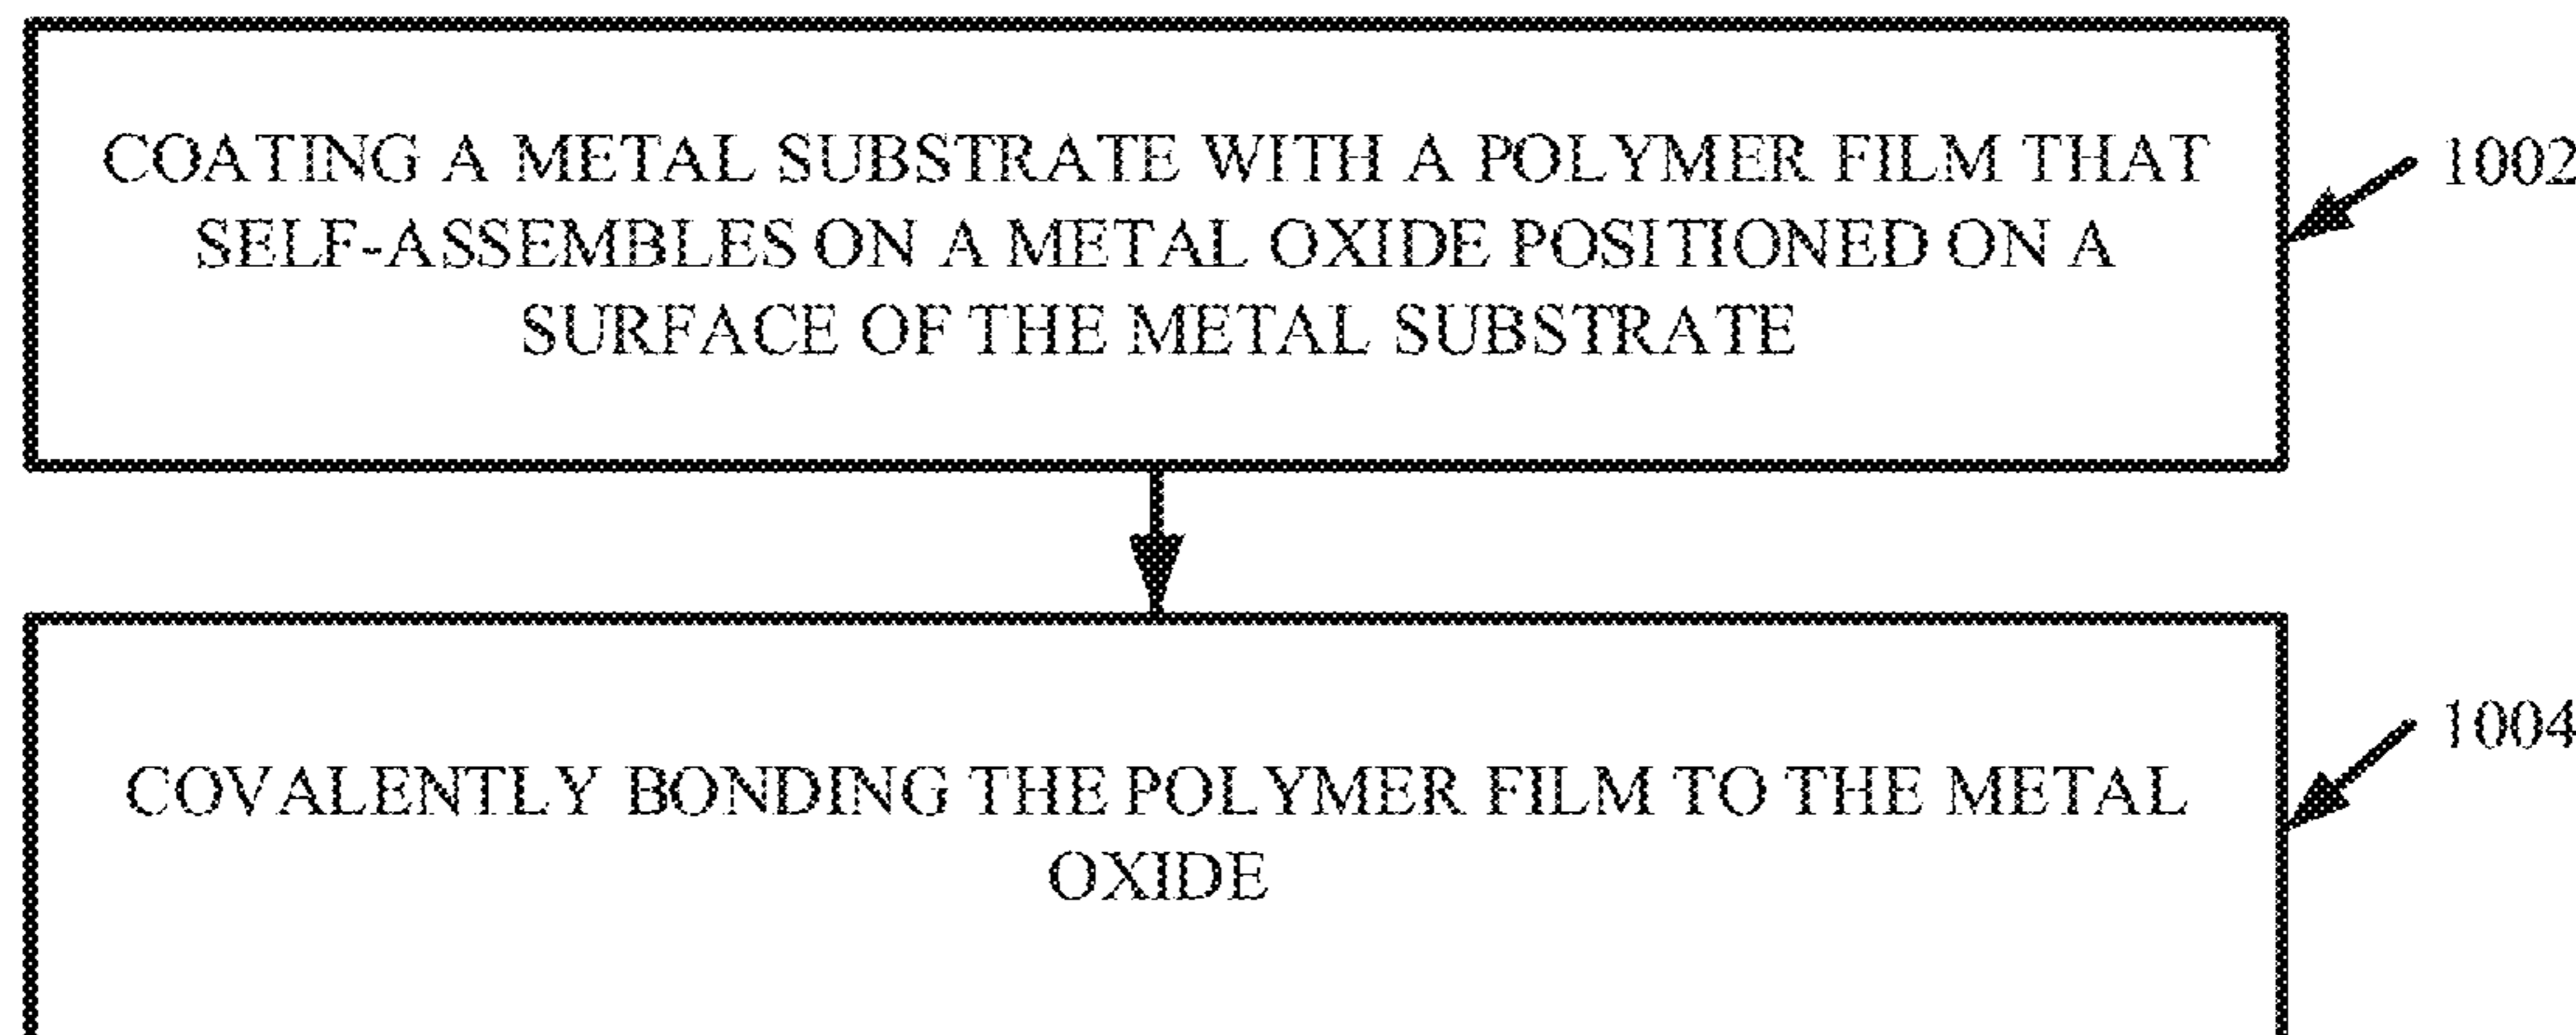 COATING A METAL SUBSTRATE WITH A POLYMER FILM THAT
SELF-ASSEMBLES ON A METAL OXIDE POSITIONED ON A
SURFACE OF THE METAL SUBSTRATE
1002
COVALENTLY BONDING THE POLYMER FILM TO THE METAL
OXIDE
1004